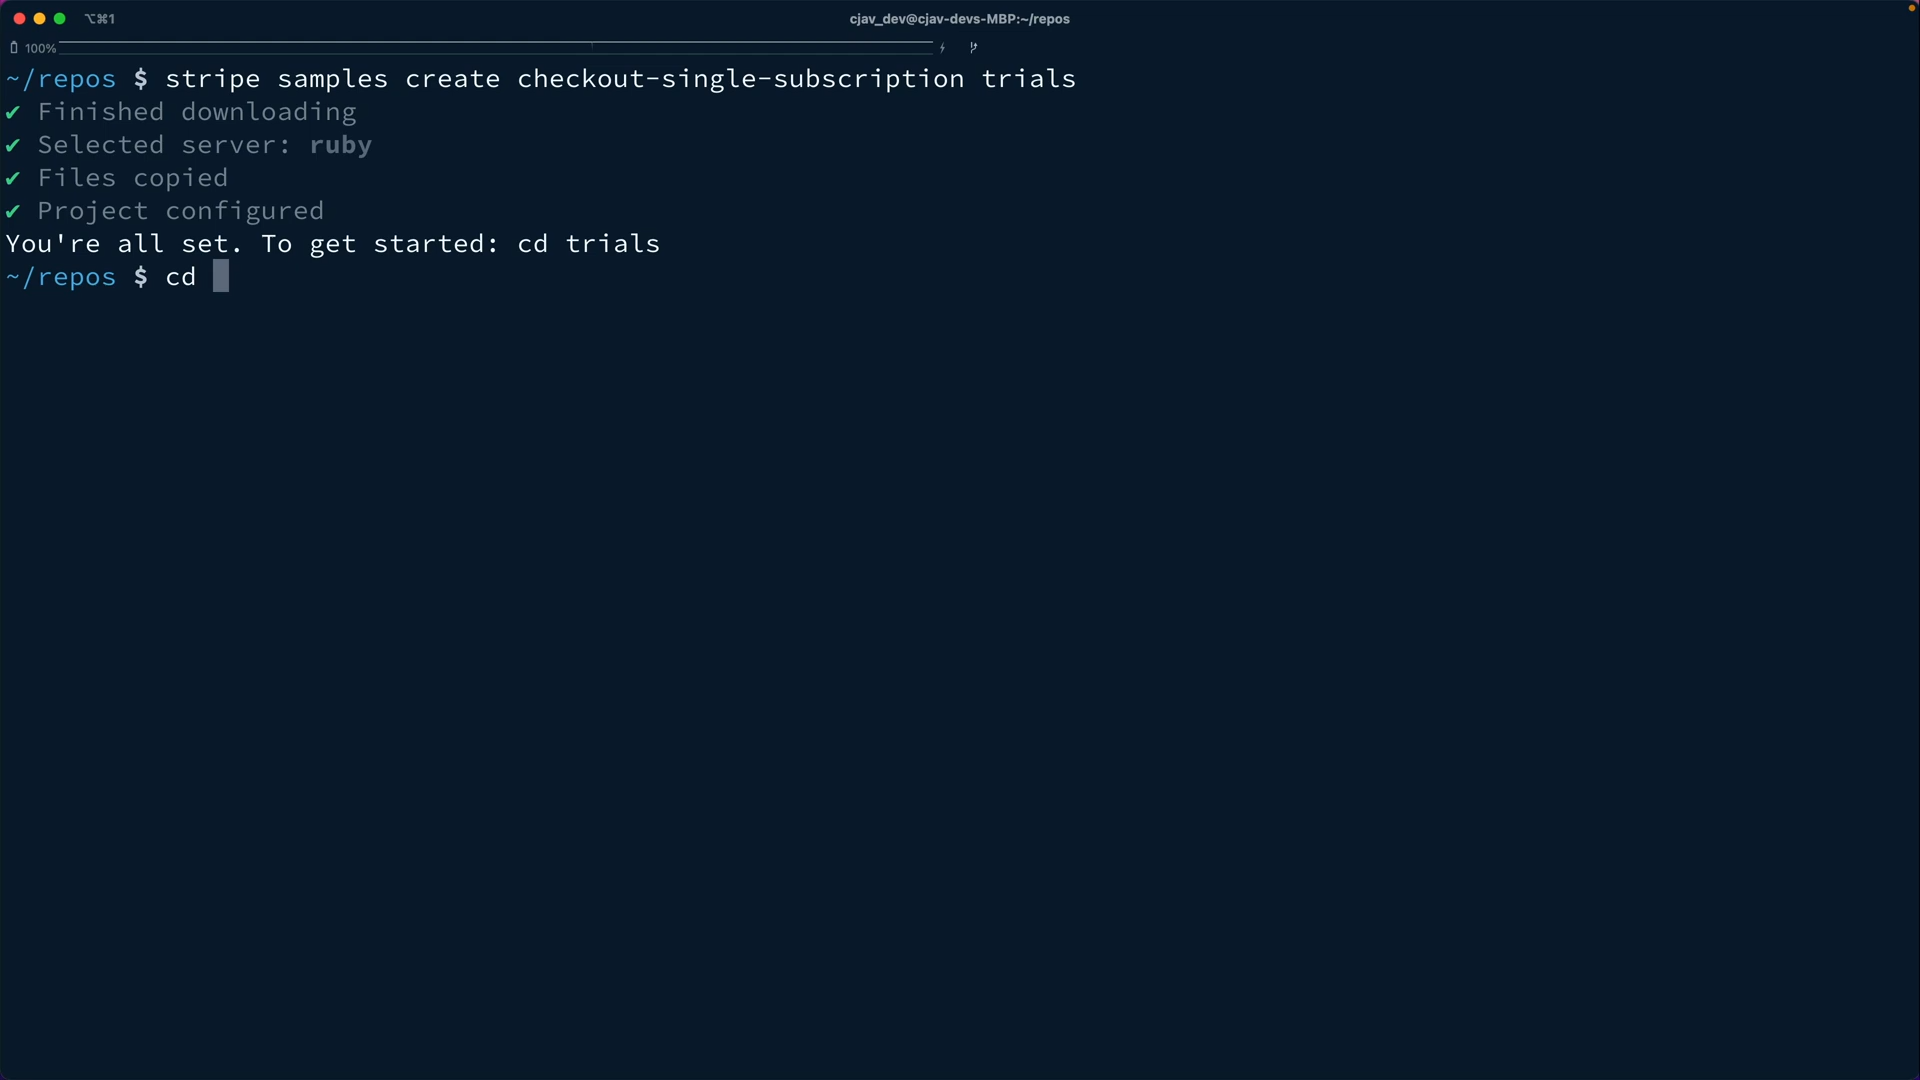 ⌥⌘1
cjav_dev@cjav-devs-MBP:~/repos
100%
~/repos $ stripe samples create checkout-single-subscription trials
✔ Finished downloading
✔ Selected server: ruby
✔ Files copied
✔ Project configured
You're all set. To get started: cd trials
~/repos $ cd